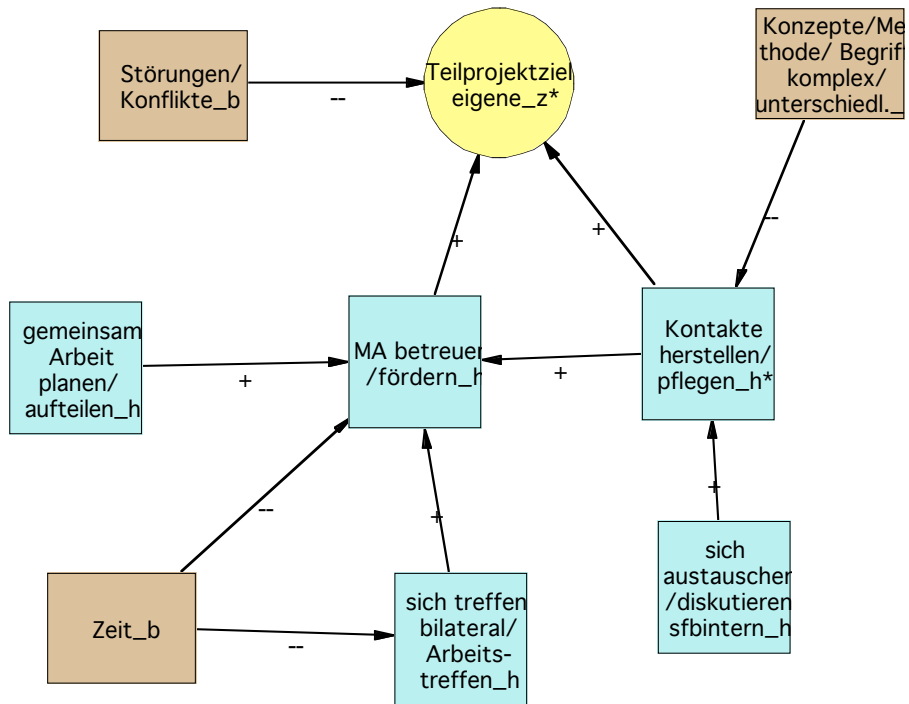 Störungen/
Konflikte_b
--
Teilprojektziel
eigene_z*
Konzepte/Me
thode/ Begriff
komplex/
unterschiedl._
--
+
+
gemeinsam
Arbeit
planen/
aufteilen_h
+
MA betreuen
/fördern_h
+
Kontakte
herstellen/
pflegen_h*
--
+
+
Zeit_b
--
sich treffen
bilateral/
Arbeits-
treffen_h
sich
austauschen
/diskutieren
sfbintern_h